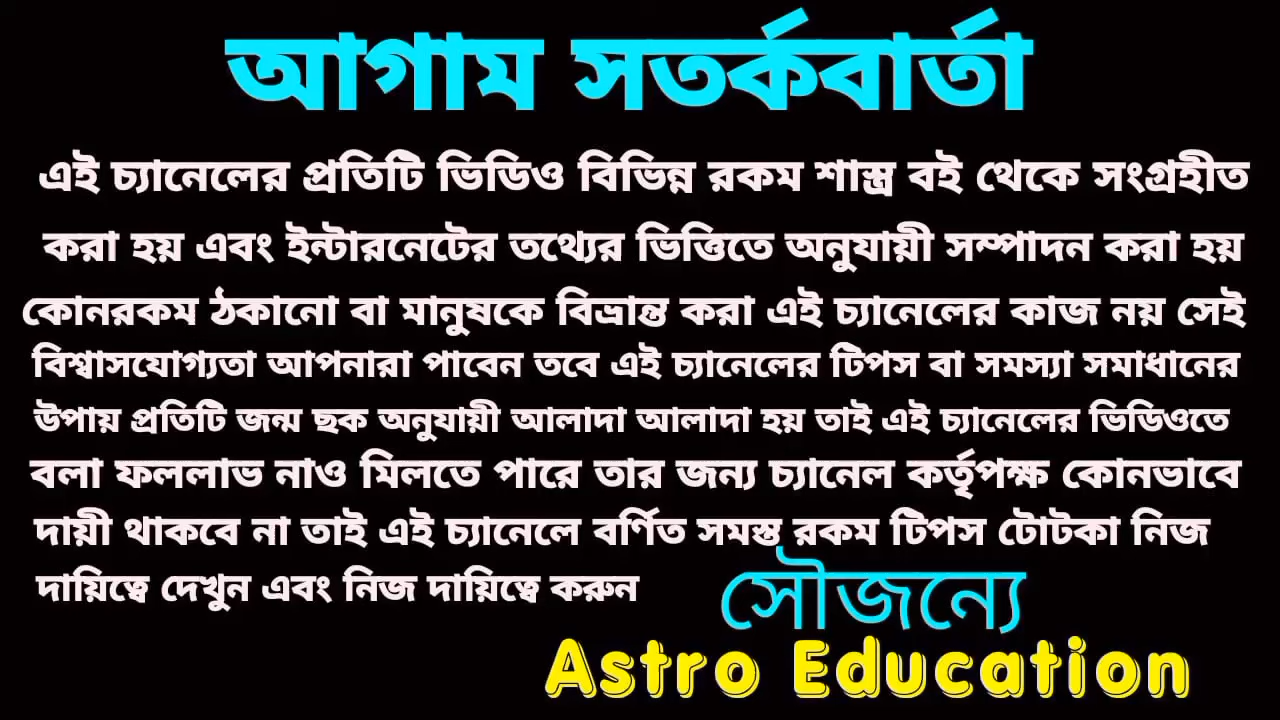 আগাম সতর্কবার্তা
এই চ্যানেলের প্রতিটি ভিডিও বিভিন্ন রকম শাস্ত্র বই থেকে সংগ্রহীত
করা হয় এবং ইন্টারনেটের তথ্যের ভিত্তিতে অনুযায়ী সম্পাদন করা হয়
কোনরকম ঠকানো বা মানুষকে বিভ্রান্ত করা এই চ্যানেলের কাজ নয় সেই
বিশ্বাসযোগ্যতা আপনারা পাবেন তবে এই চ্যানেলের টিপস বা সমস্যা সমাধানের
উপায় প্রতিটি জন্ম ছক অনুযায়ী আলাদা আলাদা হয় তাই এই চ্যানেলের ভিডিওতে
বলা ফললাভ নাও মিলতে পারে তার জন্য চ্যানেল কর্তৃপক্ষ কোনভাবে
দায়ী থাকবে না তাই এই চ্যানেলে বর্ণিত সমস্ত রকম টিপস টোটকা নিজ
দায়িত্বে দেখুন এবং নিজ দায়িত্বে করুন
সৌজন্যে
Astro Education